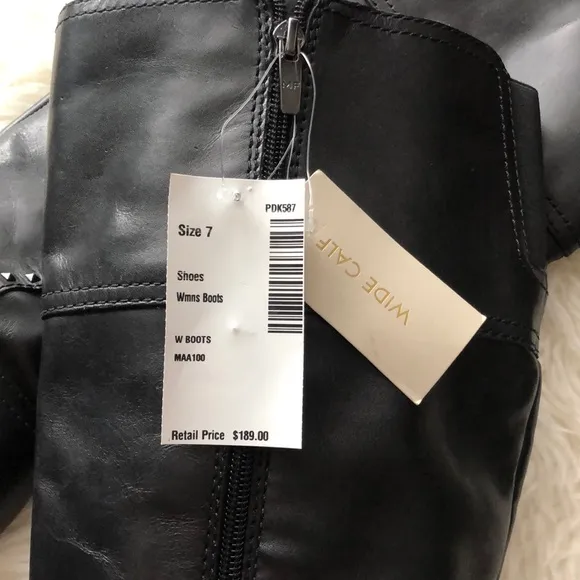 PDK587
Size 7
Shoes
Wmns Boots
W BOOTS
MAA100
Retail Price $189.00
WIDE CALF